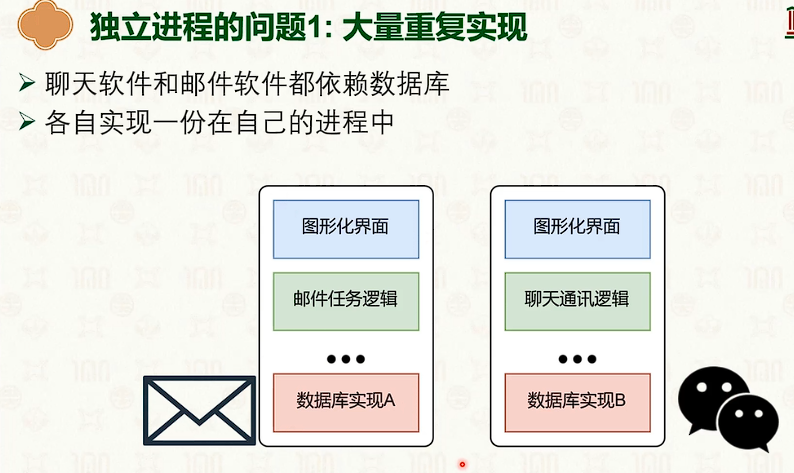 独立进程的问题1: 大量重复实现
聊天软件和邮件软件都依赖数据库
各自实现一份在自己的进程中
图形化界面
图形化界面
邮件任务逻辑
聊天通讯逻辑
数据库实现A
数据库实现B